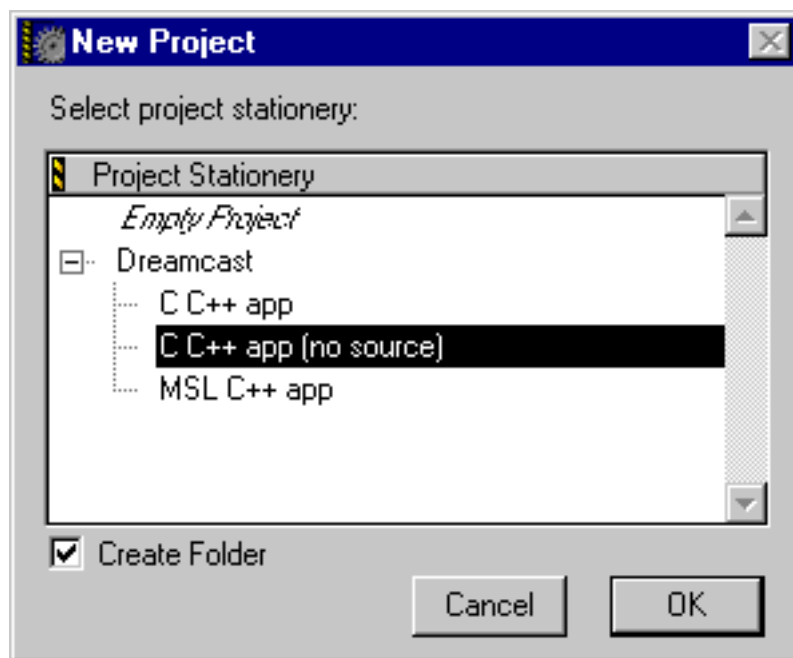 New Project
Select project stationery:
Project Stationery
Empty Project
Dreamcast
C C++ app
C C++ app (no source)
MSL C++ app
Create Folder
Cancel OK